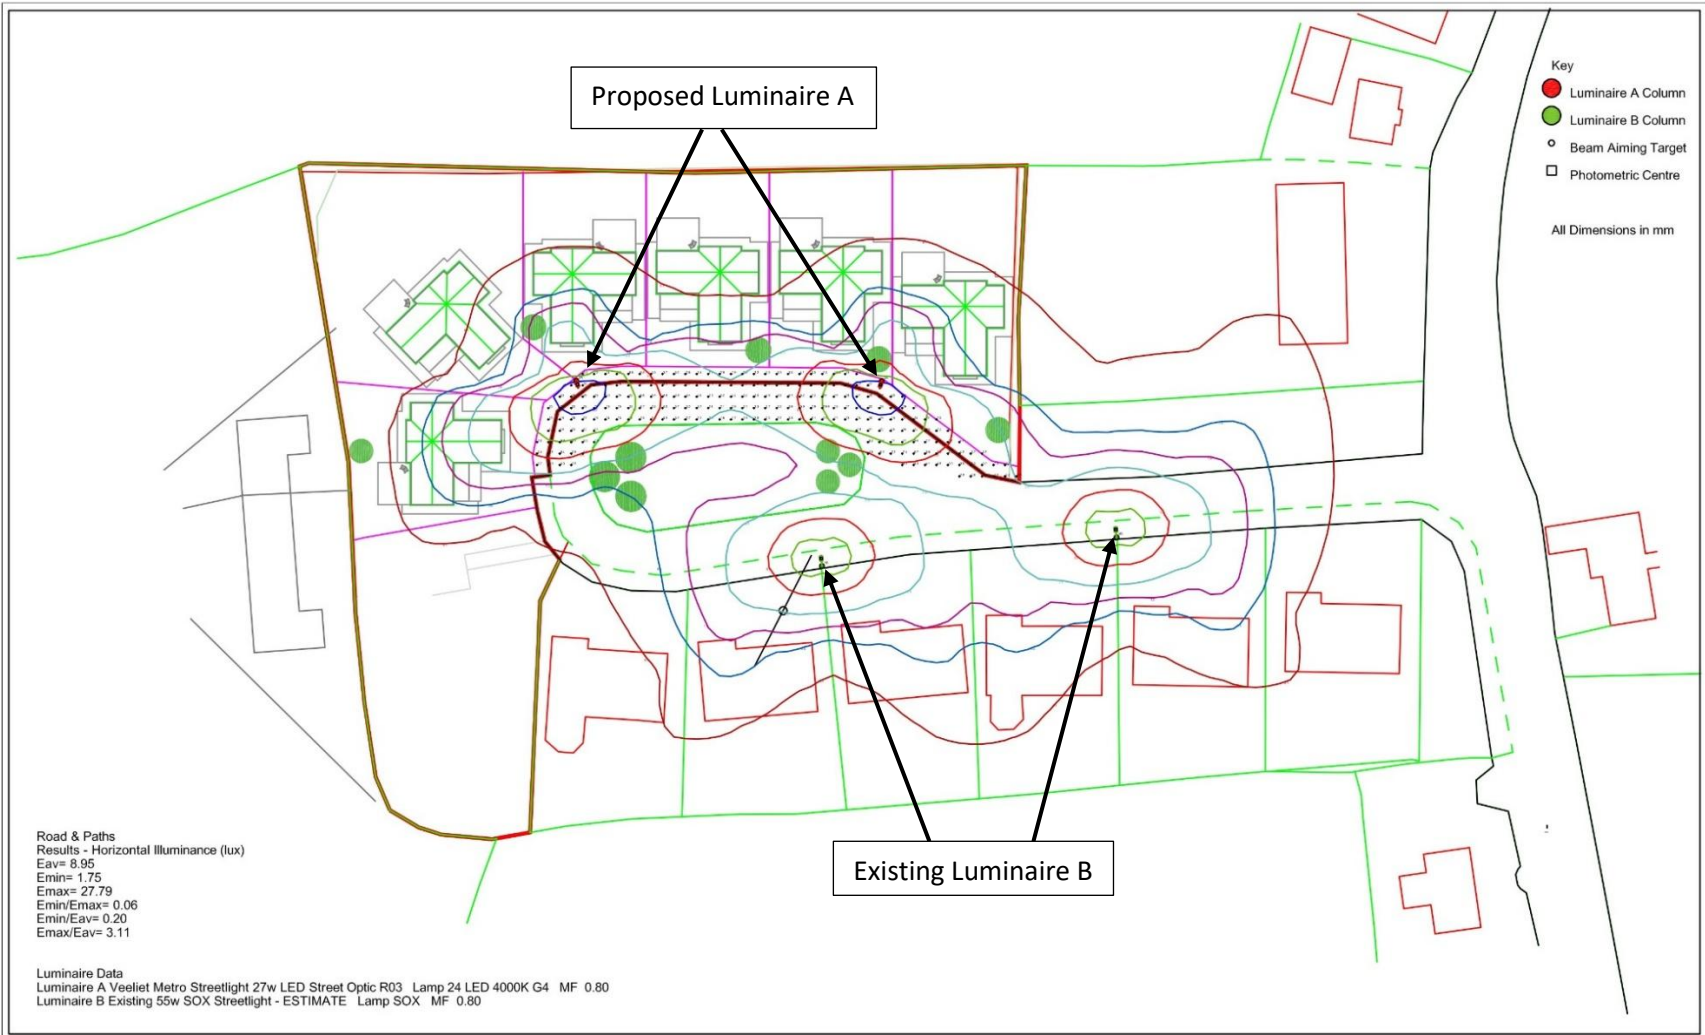 Proposed Luminaire A
Key
Luminaire A Column
Luminaire B Column
Beam Aiming Target
Photometric Centre
All Dimensions in mm
Existing Luminaire B
Road & Paths
Results - Horizontal Illuminance (lux)
Eav= 8.95
Emin= 1.75
Emax= 27.79
Emin/Emax= 0.06
Emin/Eav= 0.20
Emax/Eav= 3.11
Luminaire Data
Luminaire A Veeliet Metro Streetlight 27w LED Street Optic R03 Lamp 24 LED 4000K G4 MF 0.80
Luminaire B Existing 55w SOX Streetlight - ESTIMATE Lamp SOX MF 0.80